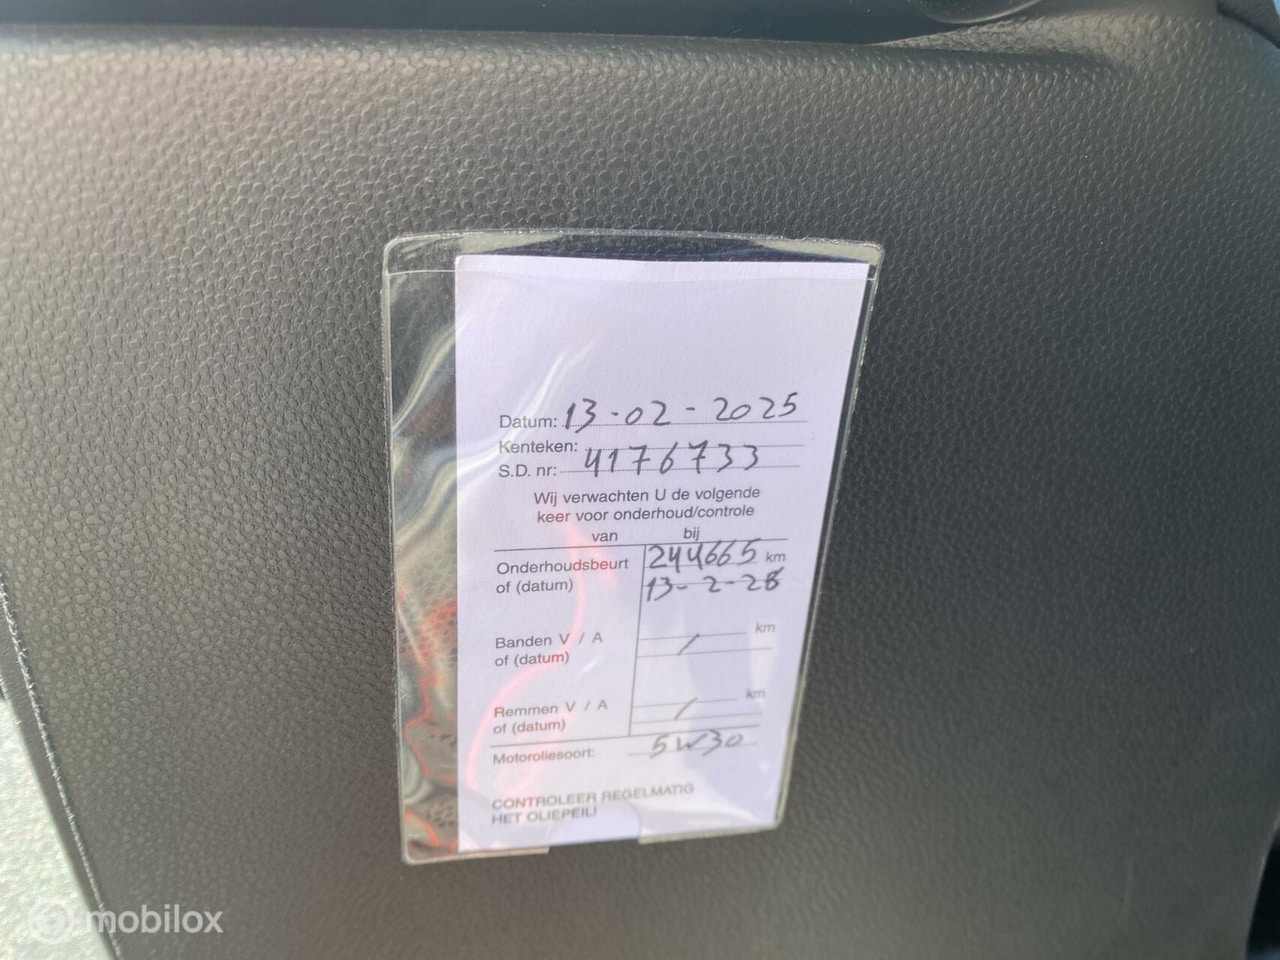 Datum: 13-02-2025
Kenteken:
S.D. nr: 4176733
Wij verwachten U de volgende
keer voor onderhoud/controle
van bij
Onderhoudsbeurt 244665 km
of (datum) 13-2-26
Banden V / A / km
of (datum)
Remmen V / A / km
of (datum)
Motoroliesoort: 5W30
CONTROLEER REGELMATIG
HET OLIEPEIL!
mobilox